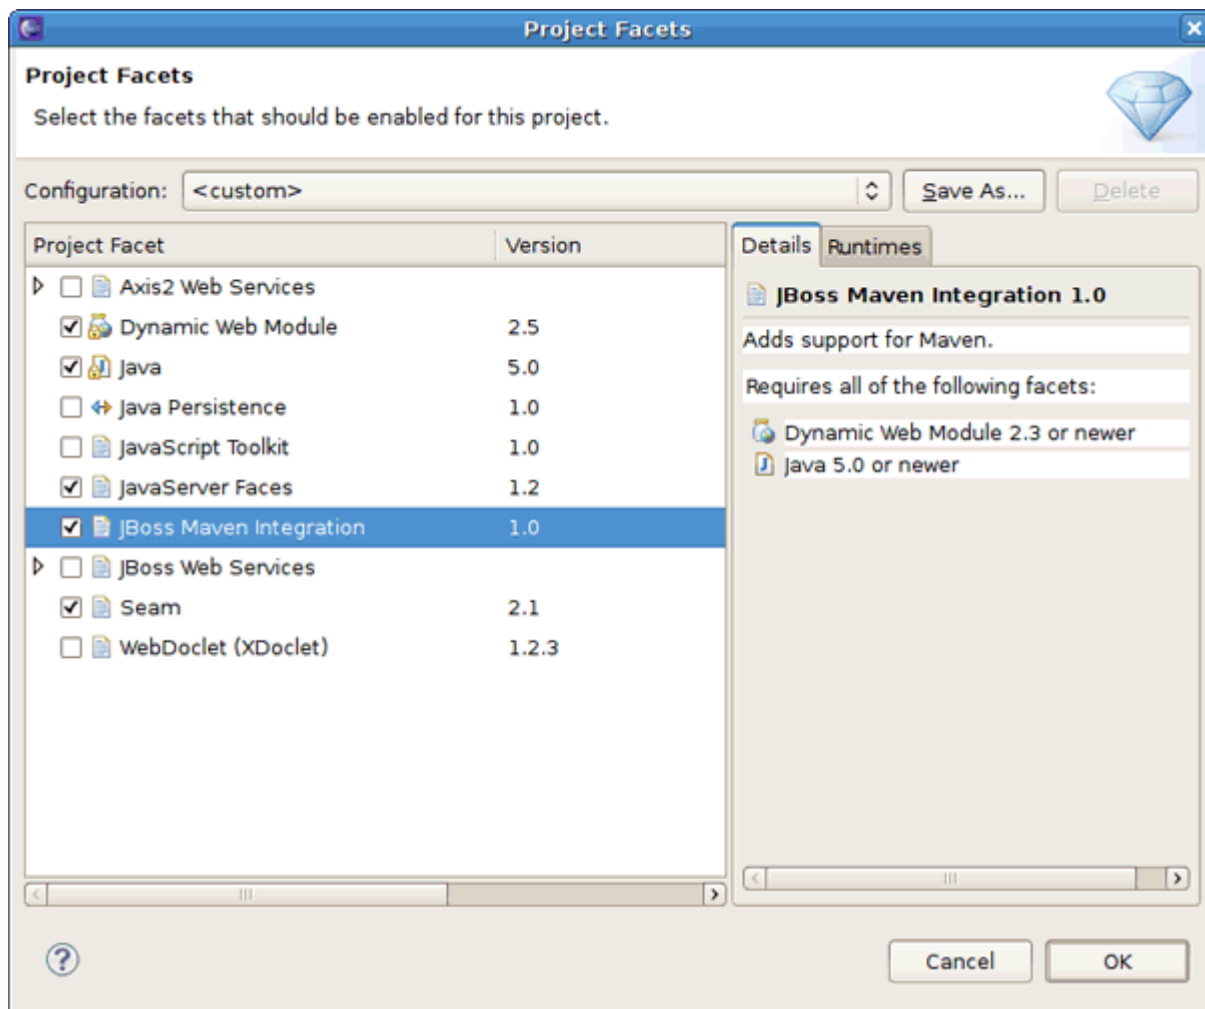 Project Facets
Project Facets
Select the facets that should be enabled for this project.
Configuration: <custom> Save As... Delete
Project Facet Version
Axis2 Web Services
Dynamic Web Module 2.5
Java 5.0
Java Persistence 1.0
JavaScript Toolkit 1.0
JavaServer Faces 1.2
JBoss Maven Integration 1.0
JBoss Web Services
Seam 2.1
WebDoclet (XDoclet) 1.2.3
Details Runtimes
JBoss Maven Integration 1.0
Adds support for Maven.
Requires all of the following facets:
Dynamic Web Module 2.3 or newer
Java 5.0 or newer
? Cancel OK